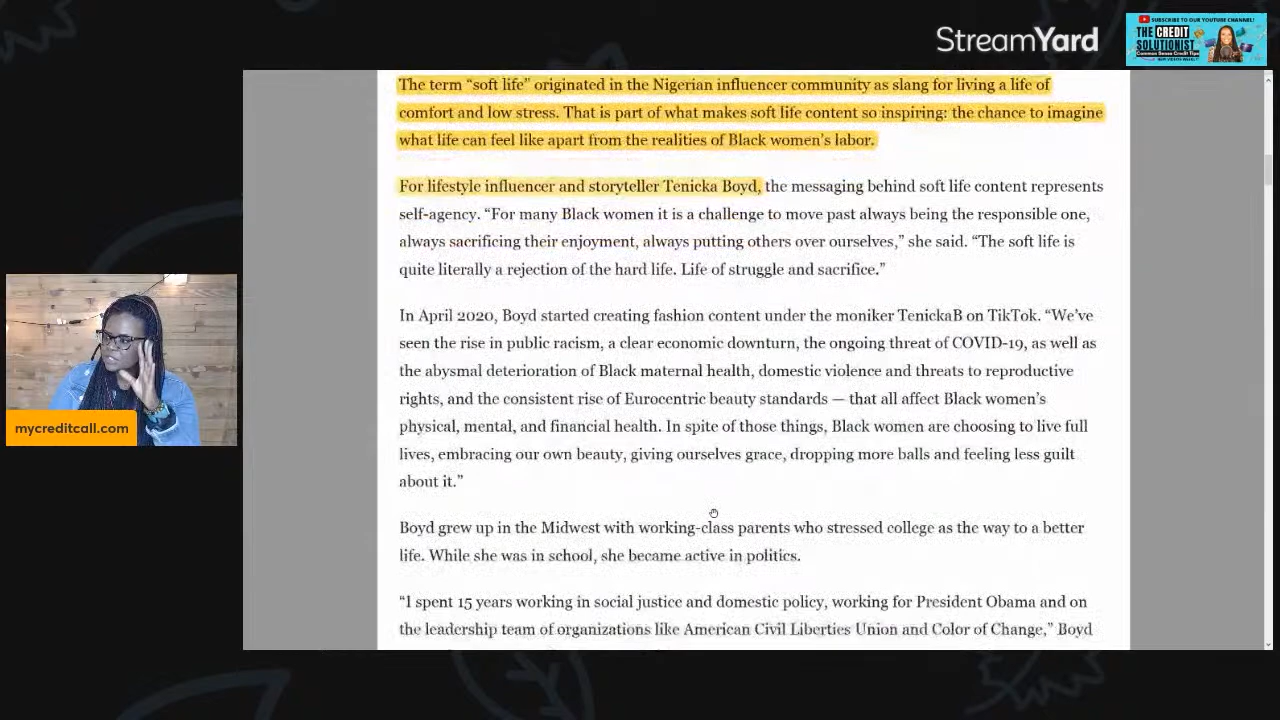 StreamYard
SUBSCRIBE TO OUR YOUTUBE CHANNEL!
THE CREDIT
SOLUTIONIST
Common Sense Credit Tips
The term “soft life” originated in the Nigerian influencer community as slang for living a life of
comfort and low stress. That is part of what makes soft life content so inspiring: the chance to imagine
what life can feel like apart from the realities of Black women’s labor.
For lifestyle influencer and storyteller Tenicka Boyd, the messaging behind soft life content represents
self-agency. “For many Black women it is a challenge to move past always being the responsible one,
always sacrificing their enjoyment, always putting others over ourselves,” she said. “The soft life is
quite literally a rejection of the hard life. Life of struggle and sacrifice.”
In April 2020, Boyd started creating fashion content under the moniker TenickaB on TikTok. “We’ve
seen the rise in public racism, a clear economic downturn, the ongoing threat of COVID-19, as well as
the abysmal deterioration of Black maternal health, domestic violence and threats to reproductive
rights, and the consistent rise of Eurocentric beauty standards — that all affect Black women’s
physical, mental, and financial health. In spite of those things, Black women are choosing to live full
lives, embracing our own beauty, giving ourselves grace, dropping more balls and feeling less guilt
about it.”
Boyd grew up in the Midwest with working-class parents who stressed college as the way to a better
life. While she was in school, she became active in politics.
“I spent 15 years working in social justice and domestic policy, working for President Obama and on
the leadership team of organizations like American Civil Liberties Union and Color of Change,” Boyd
mycreditcall.com